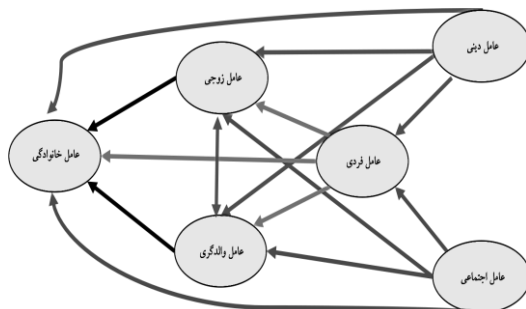 عامل دینی
عامل زوجی
عامل خانوادگی
عامل فردی
عامل والدگری
عامل اجتماعی